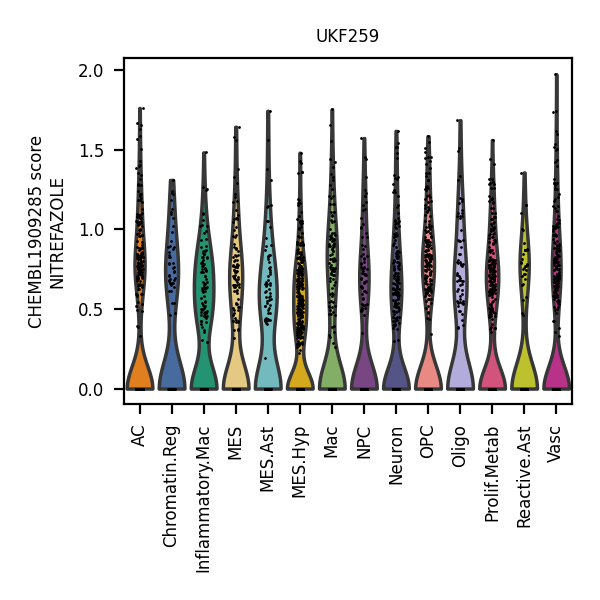 UKF259
CHEMBL1909285 score
NITREFAZOLE
2.0
1.5
1.0
0.5
0.0
AC
Chromatin.Reg
Inflammatory.Mac
MES
MES.Ast
MES.Hyp
Mac
NPC
Neuron
OPC
Oligo
Prolif.Metab
Reactive.Ast
Vasc